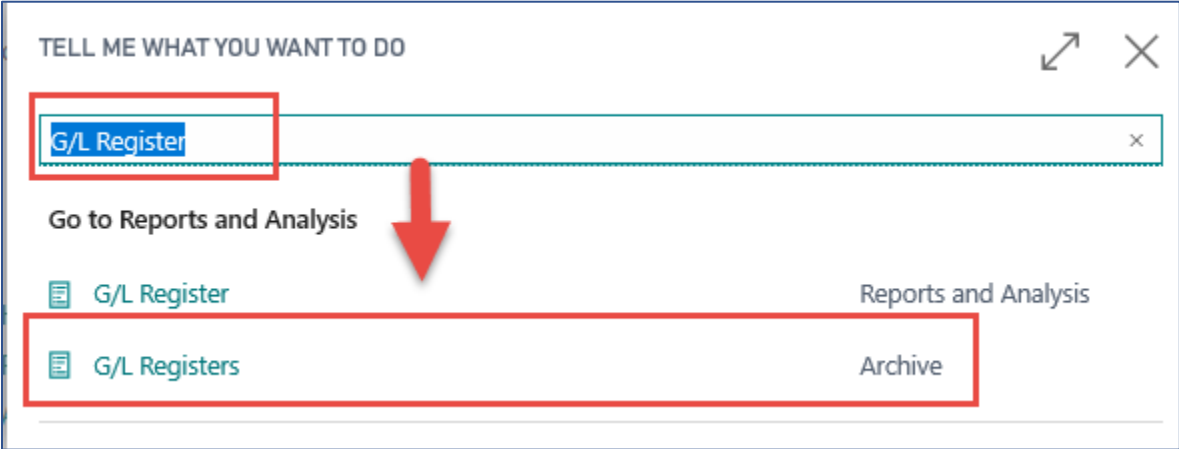 TELL ME WHAT YOU WANT TO DO
G/L Register
Go to Reports and Analysis
G/L Register Reports and Analysis
G/L Registers Archive